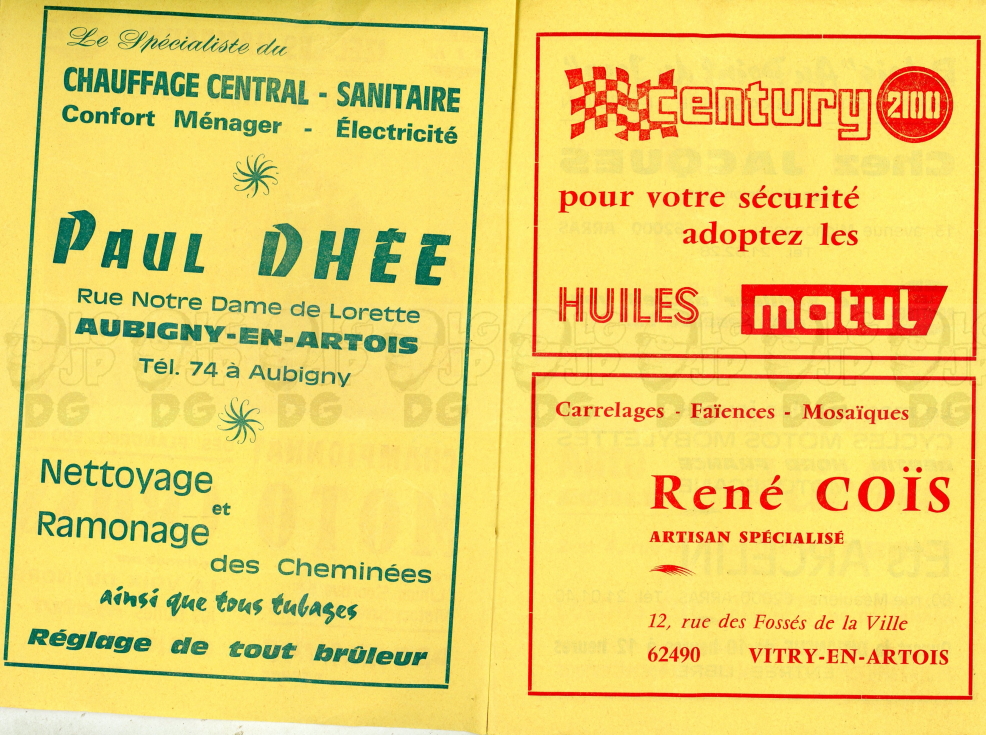 Le Spécialiste du
CHAUFFAGE CENTRAL - SANITAIRE
Confort Ménager - Électricité
PAUL DHÉE
Rue Notre Dame de Lorette
AUBIGNY-EN-ARTOIS
Tél. 74 à Aubigny
Nettoyage
et
Ramonage
des Cheminées
ainsi que tous tubages
Réglage de tout brûleur
Century 2100
pour votre sécurité
adoptez les
HUILES motul
Carrelages - Faïences - Mosaïques
René COÏS
ARTISAN SPÉCIALISÉ
12, rue des Fossés de la Ville
62490 VITRY-EN-ARTOIS
LG
JP
DG